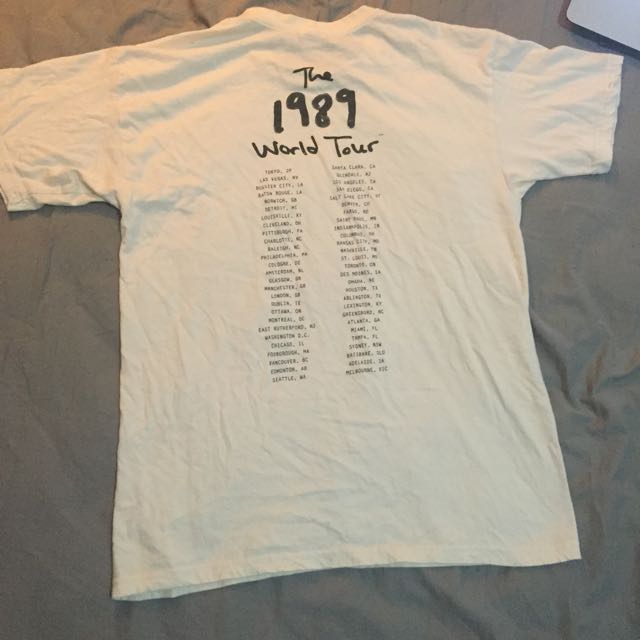 The
1989
World Tour
TOKYO, JP
LAS VEGAS, NV
BOSSIER CITY, LA
BATON ROUGE, LA
NORWICH, GB
DETROIT, MI
LOUISVILLE, KY
CLEVELAND, OH
PITTSBURGH, PA
CHARLOTTE, NC
RALEIGH, NC
PHILADELPHIA, PA
COLOGNE, DE
AMSTERDAM, NL
GLASGOW, GB
MANCHESTER, GB
LONDON, GB
DUBLIN, IE
OTTAWA, ON
MONTREAL, QC
EAST RUTHERFORD, NJ
WASHINGTON D.C.
CHICAGO, IL
FOXBOROUGH, MA
VANCOUVER, BC
EDMONTON, AB
SEATTLE, WA
SANTA CLARA, CA
GLENDALE, AZ
LOS ANGELES, CA
SAN DIEGO, CA
SALT LAKE CITY, UT
DENVER, CO
FARGO, ND
SAINT PAUL, MN
INDIANAPOLIS, IN
COLUMBUS, OH
KANSAS CITY, MO
NASHVILLE, TN
ST. LOUIS, MO
TORONTO, ON
DES MOINES, IA
OMAHA, NE
HOUSTON, TX
ARLINGTON, TX
LEXINGTON, KY
GREENSBORO, NC
ATLANTA, GA
MIAMI, FL
TAMPA, FL
SYDNEY, NSW
BRISBANE, QLD
ADELAIDE, SA
MELBOURNE, VIC